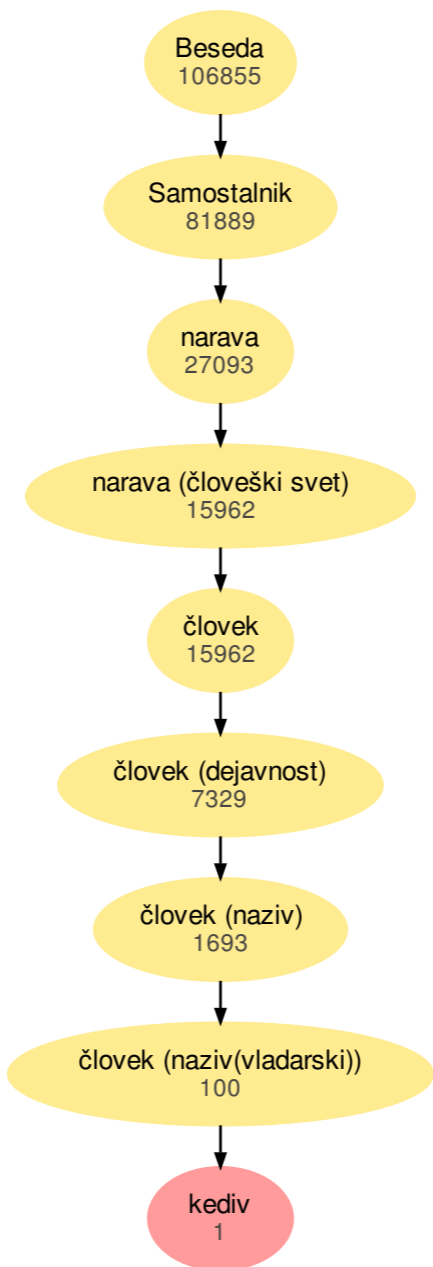 Beseda
106855
Samostalnik
81889
narava
27093
narava (človeški svet)
15962
človek
15962
človek (dejavnost)
7329
človek (naziv)
1693
človek (naziv(vladarski))
100
kediv
1